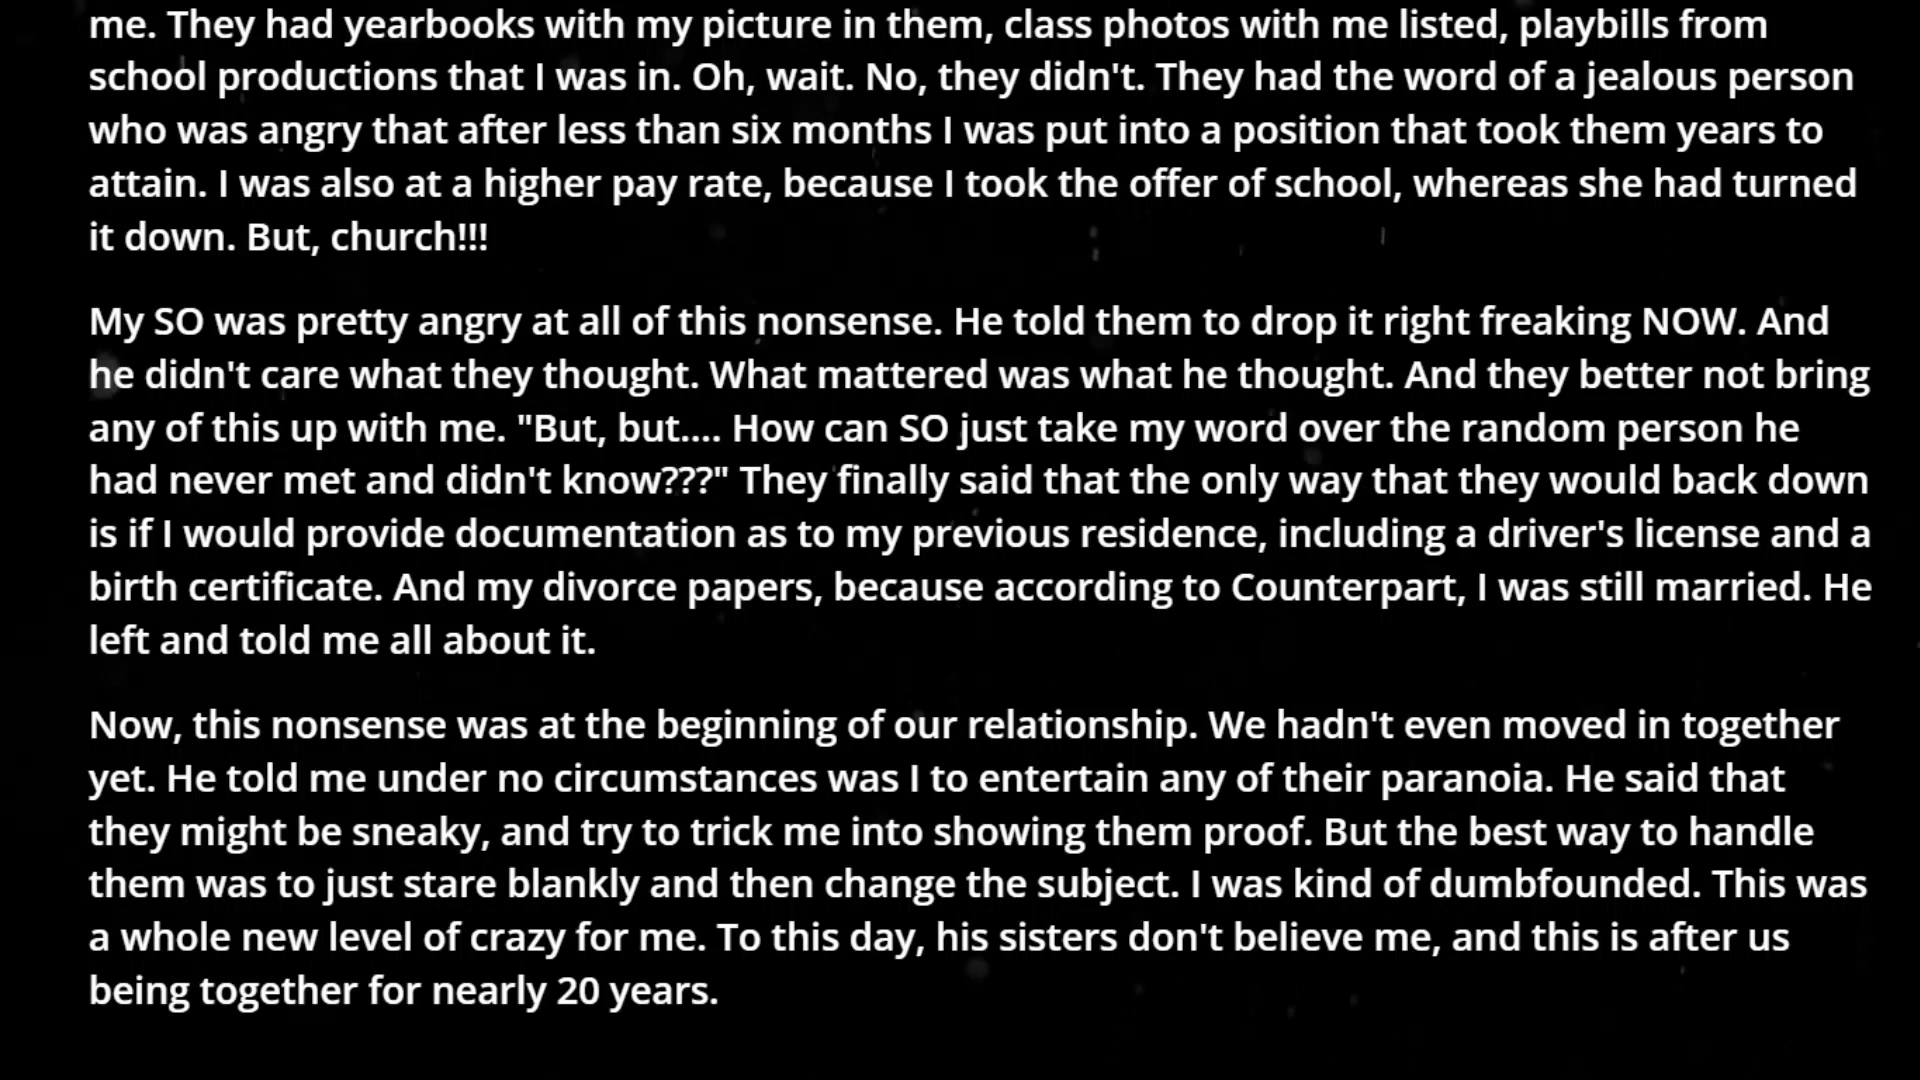 me. They had yearbooks with my picture in them, class photos with me listed, playbills from
school productions that I was in. Oh, wait. No, they didn't. They had the word of a jealous person
who was angry that after less than six months I was put into a position that took them years to
attain. I was also at a higher pay rate, because I took the offer of school, whereas she had turned
it down. But, church!!!
My SO was pretty angry at all of this nonsense. He told them to drop it right freaking NOW. And
he didn't care what they thought. What mattered was what he thought. And they better not bring
any of this up with me. "But, but.... How can SO just take my word over the random person he
had never met and didn't know???" They finally said that the only way that they would back down
is if I would provide documentation as to my previous residence, including a driver's license and a
birth certificate. And my divorce papers, because according to Counterpart, I was still married. He
left and told me all about it.
Now, this nonsense was at the beginning of our relationship. We hadn't even moved in together
yet. He told me under no circumstances was I to entertain any of their paranoia. He said that
they might be sneaky, and try to trick me into showing them proof. But the best way to handle
them was to just stare blankly and then change the subject. I was kind of dumbfounded. This was
a whole new level of crazy for me. To this day, his sisters don't believe me, and this is after us
being together for nearly 20 years.